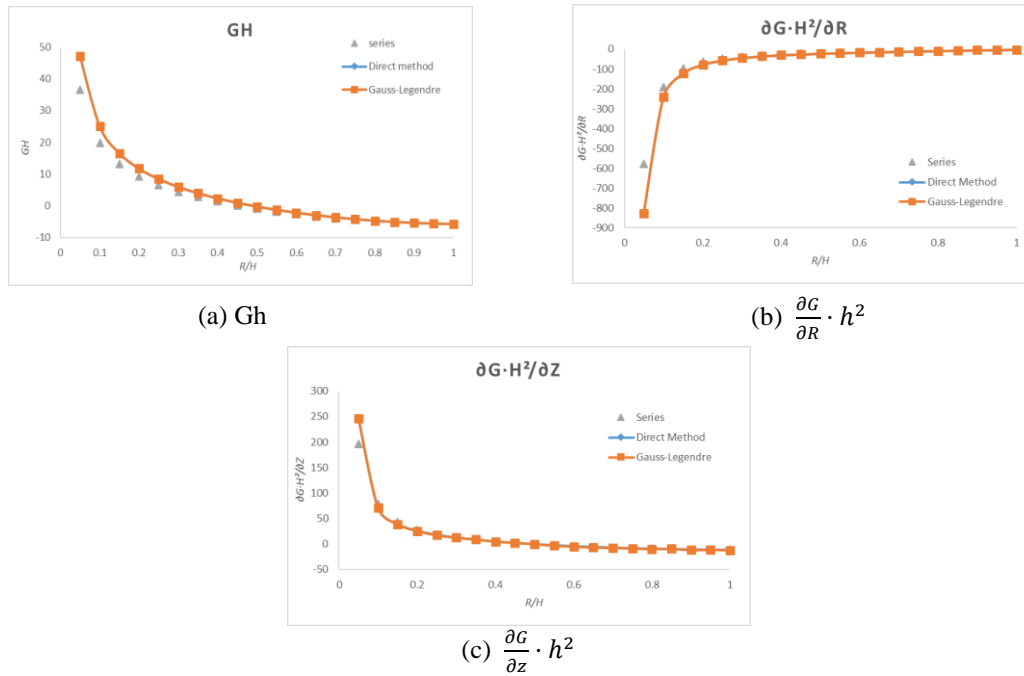 GH
series
Direct method
Gauss-Legendre
50
40
30
20
10
0
-10
GH
0 0.1 0.2 0.3 0.4 0.5 0.6 0.7 0.8 0.9 1
R/H
(a) Gh
∂G·H²/∂R
0
-100
-200
-300
-400
-500
-600
-700
-800
-900
∂G·H²/∂R
Series
Direct Method
Gauss-Legendre
0 0.2 0.4 0.6 0.8 1
R/H
(b) ∂G/∂R · h²
∂G·H²/∂Z
300
250
200
150
100
50
0
-50
∂G·H²/∂Z
Series
Direct Method
Gauss-Legendre
0 0.2 0.4 0.6 0.8 1
R/H
(c) ∂G/∂z · h²